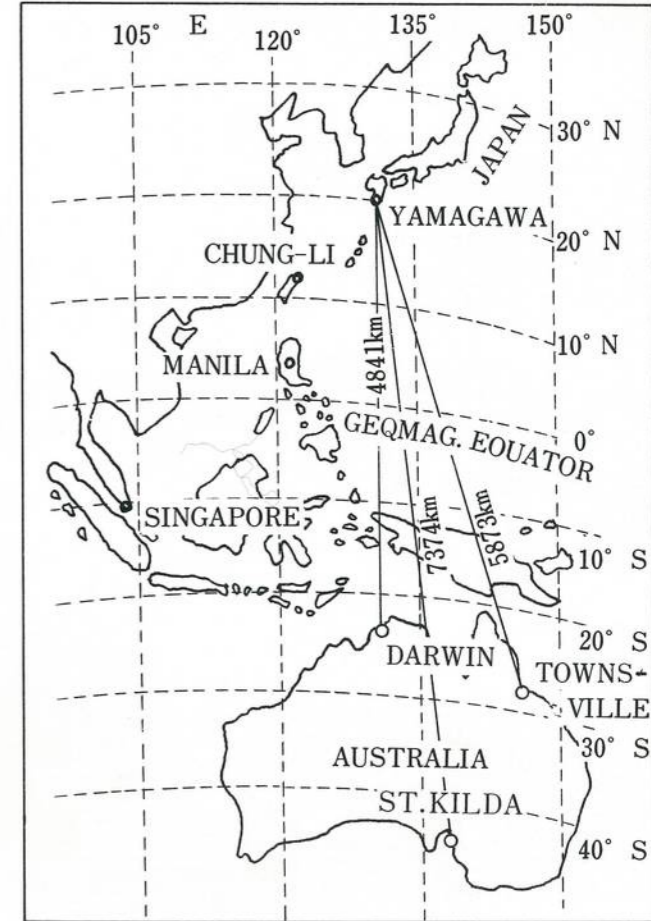 105° E 120° 135° 150°
30° N
JAPAN
YAMAGAWA
20° N
CHUNG-LI
10° N
MANILA
4841km
0°
GEQMAG. EQUATOR
SINGAPORE
7374km
5873km
10° S
20° S
DARWIN
TOWNS-
VILLE
30° S
AUSTRALIA
ST.KILDA
40° S